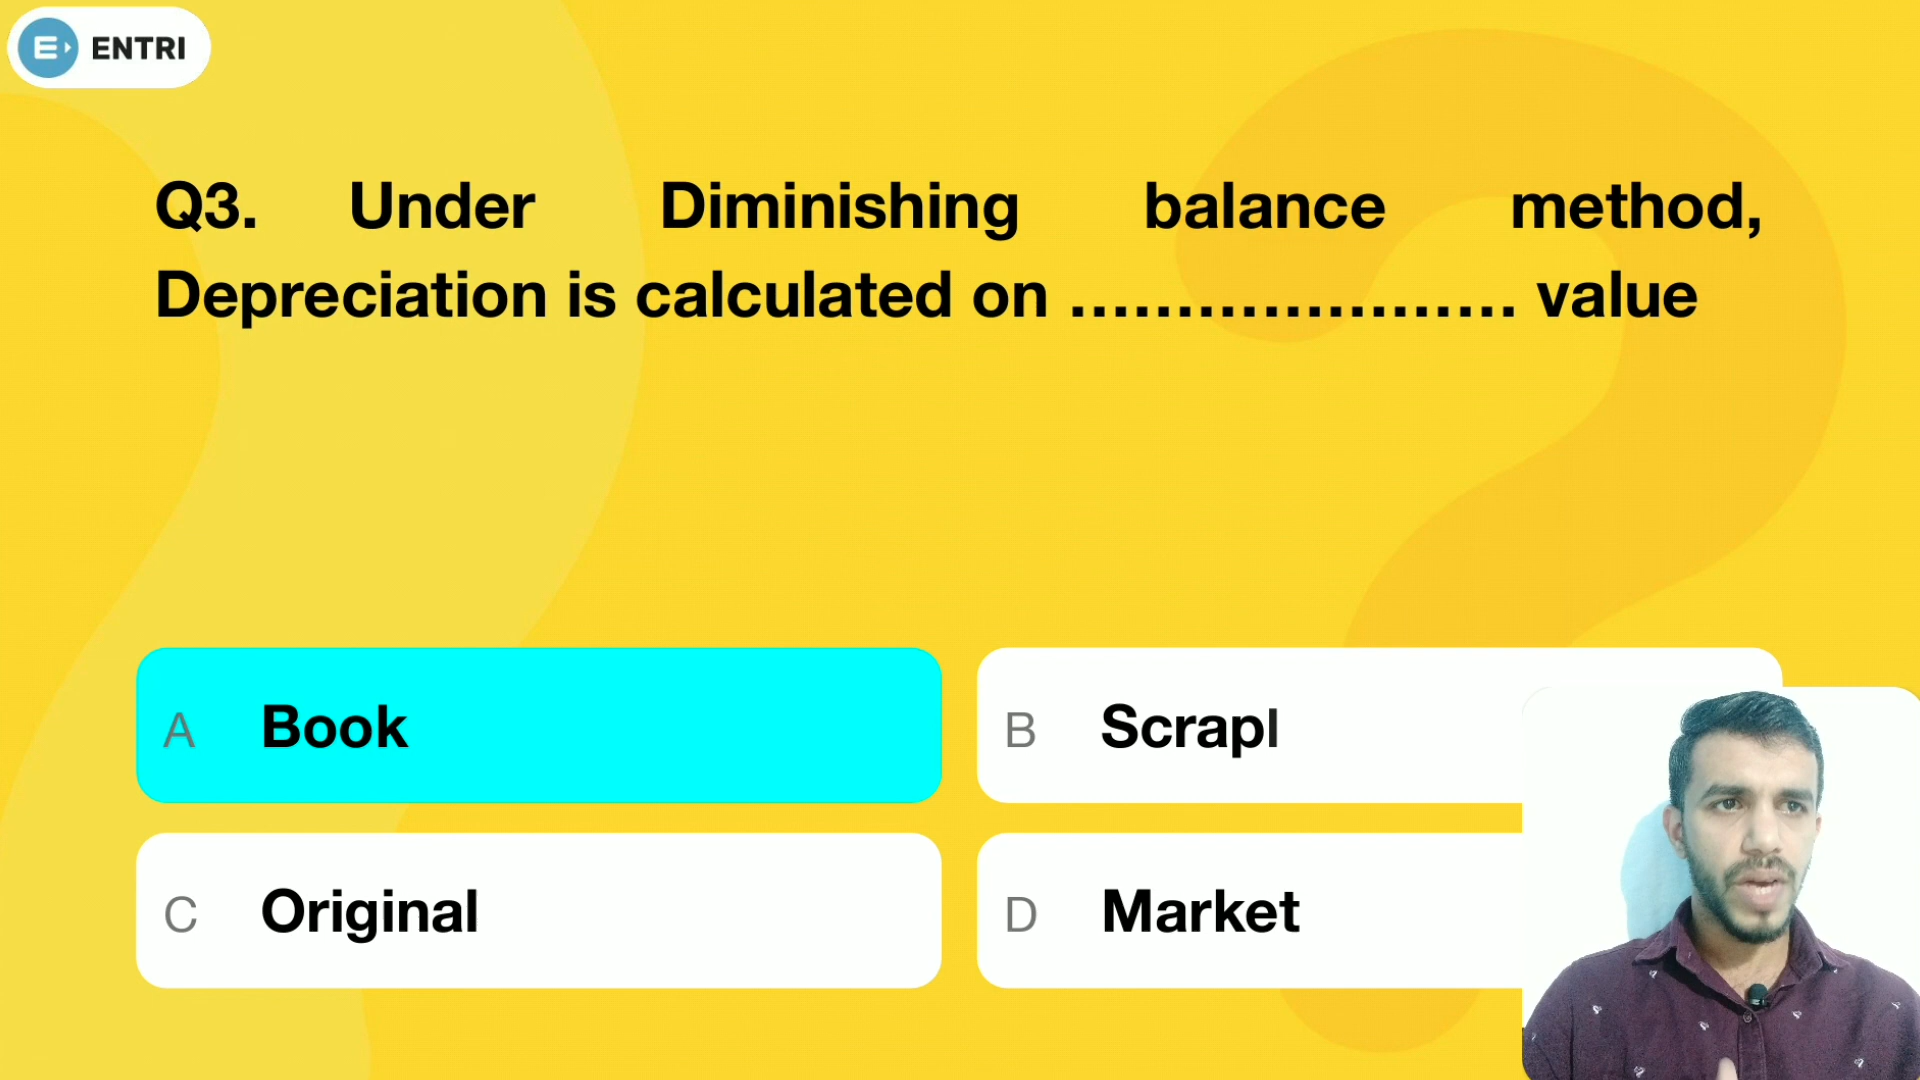 ENTRI
Q3. Under Diminishing balance method,
Depreciation is calculated on ..................... value
A Book
B Scrapl
C Original
D Market